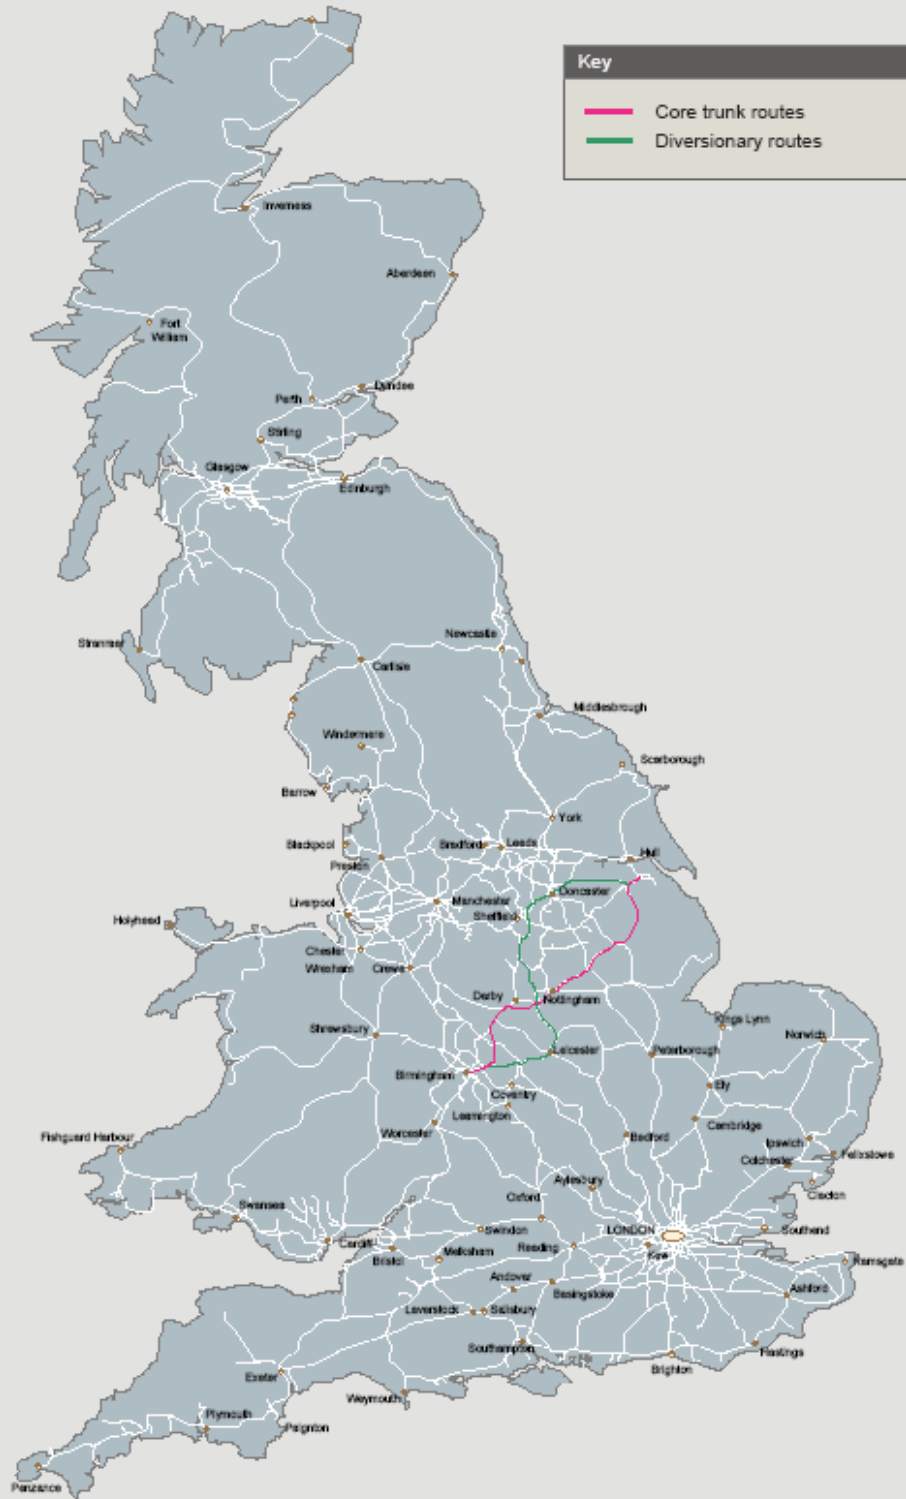 Key
Core trunk routes
Diversionary routes
Inverness
Aberdeen
Fort
William
Dundee
Perth
Stirling
Glasgow
Edinburgh
Stranraer
Newcastle
Carlisle
Middlesbrough
Windermere
Scarborough
Barrow
York
Blackpool
Bradford
Leeds
Hull
Preston
Doncaster
Liverpool
Manchester
Sheffield
Holyhead
Chester
Wrexham
Crewe
Derby
Nottingham
Kings Lynn
Norwich
Shrewsbury
Leicester
Peterborough
Birmingham
Ely
Coventry
Leamington
Worcester
Cambridge
Bedford
Ipswich
Fishguard Harbour
Colchester
Felixstowe
Aylesbury
Clacton
Oxford
Swansea
Swindon
LONDON
Southend
Cardiff
Reading
Kew
Bristol
Melksham
Ramsgate
Andover
Basingstoke
Ashford
Laverstock
Salisbury
Southampton
Hastings
Brighton
Exeter
Weymouth
Plymouth
Paignton
Penzance